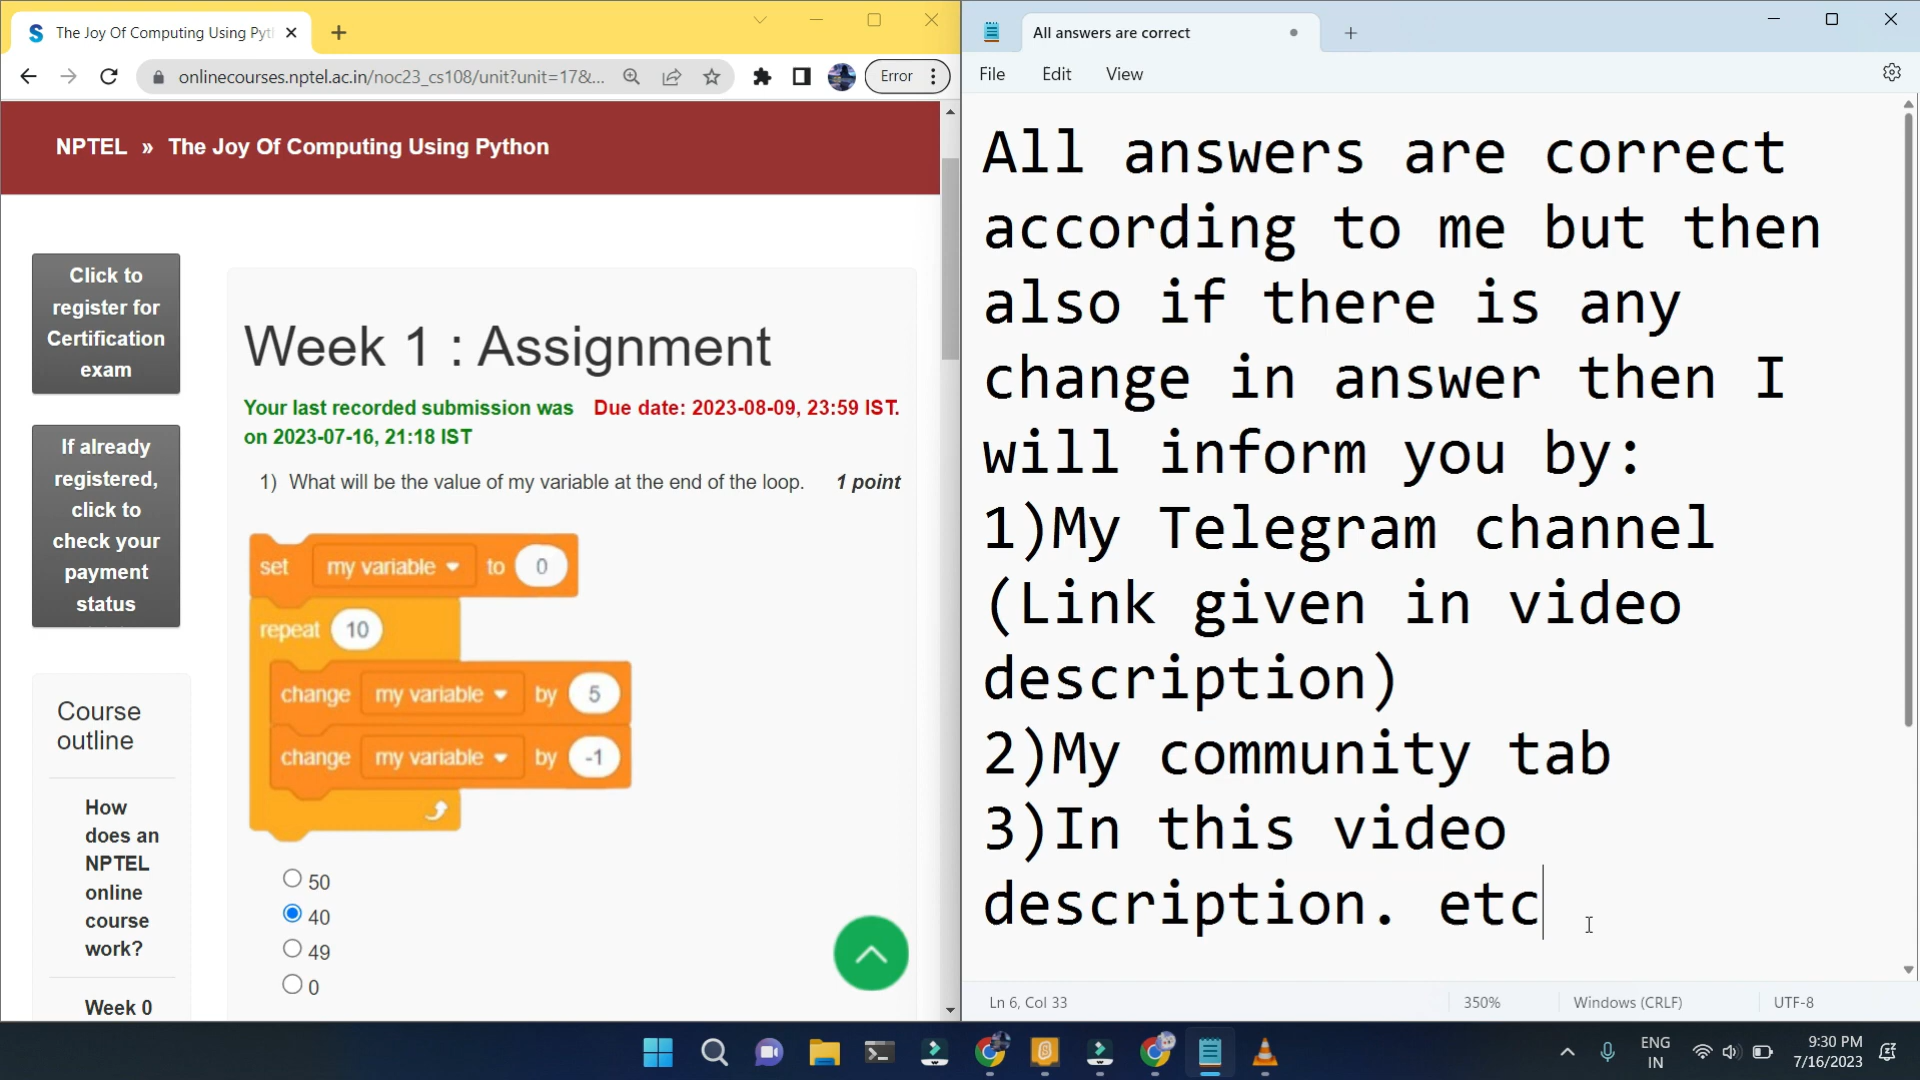 The Joy Of Computing Using Pyt
onlinecourses.nptel.ac.in/noc23_cs108/unit?unit=17&...
Error
NPTEL » The Joy Of Computing Using Python
Click to
register for
Certification
exam
If already
registered,
click to
check your
payment
status
Course
outline
How
does an
NPTEL
online
course
work?
Week 0
Week 1 : Assignment
Your last recorded submission was
on 2023-07-16, 21:18 IST
Due date: 2023-08-09, 23:59 IST.
1) What will be the value of my variable at the end of the loop. 1 point
set my variable to 0
repeat 10
change my variable by 5
change my variable by -1
50
40
49
0
All answers are correct
File Edit View
All answers are correct
according to me but then
also if there is any
change in answer then I
will inform you by:
1)My Telegram channel
(Link given in video
description)
2)My community tab
3)In this video
description. etc
Ln 6, Col 33 350% Windows (CRLF) UTF-8
ENG
IN
9:30 PM
7/16/2023